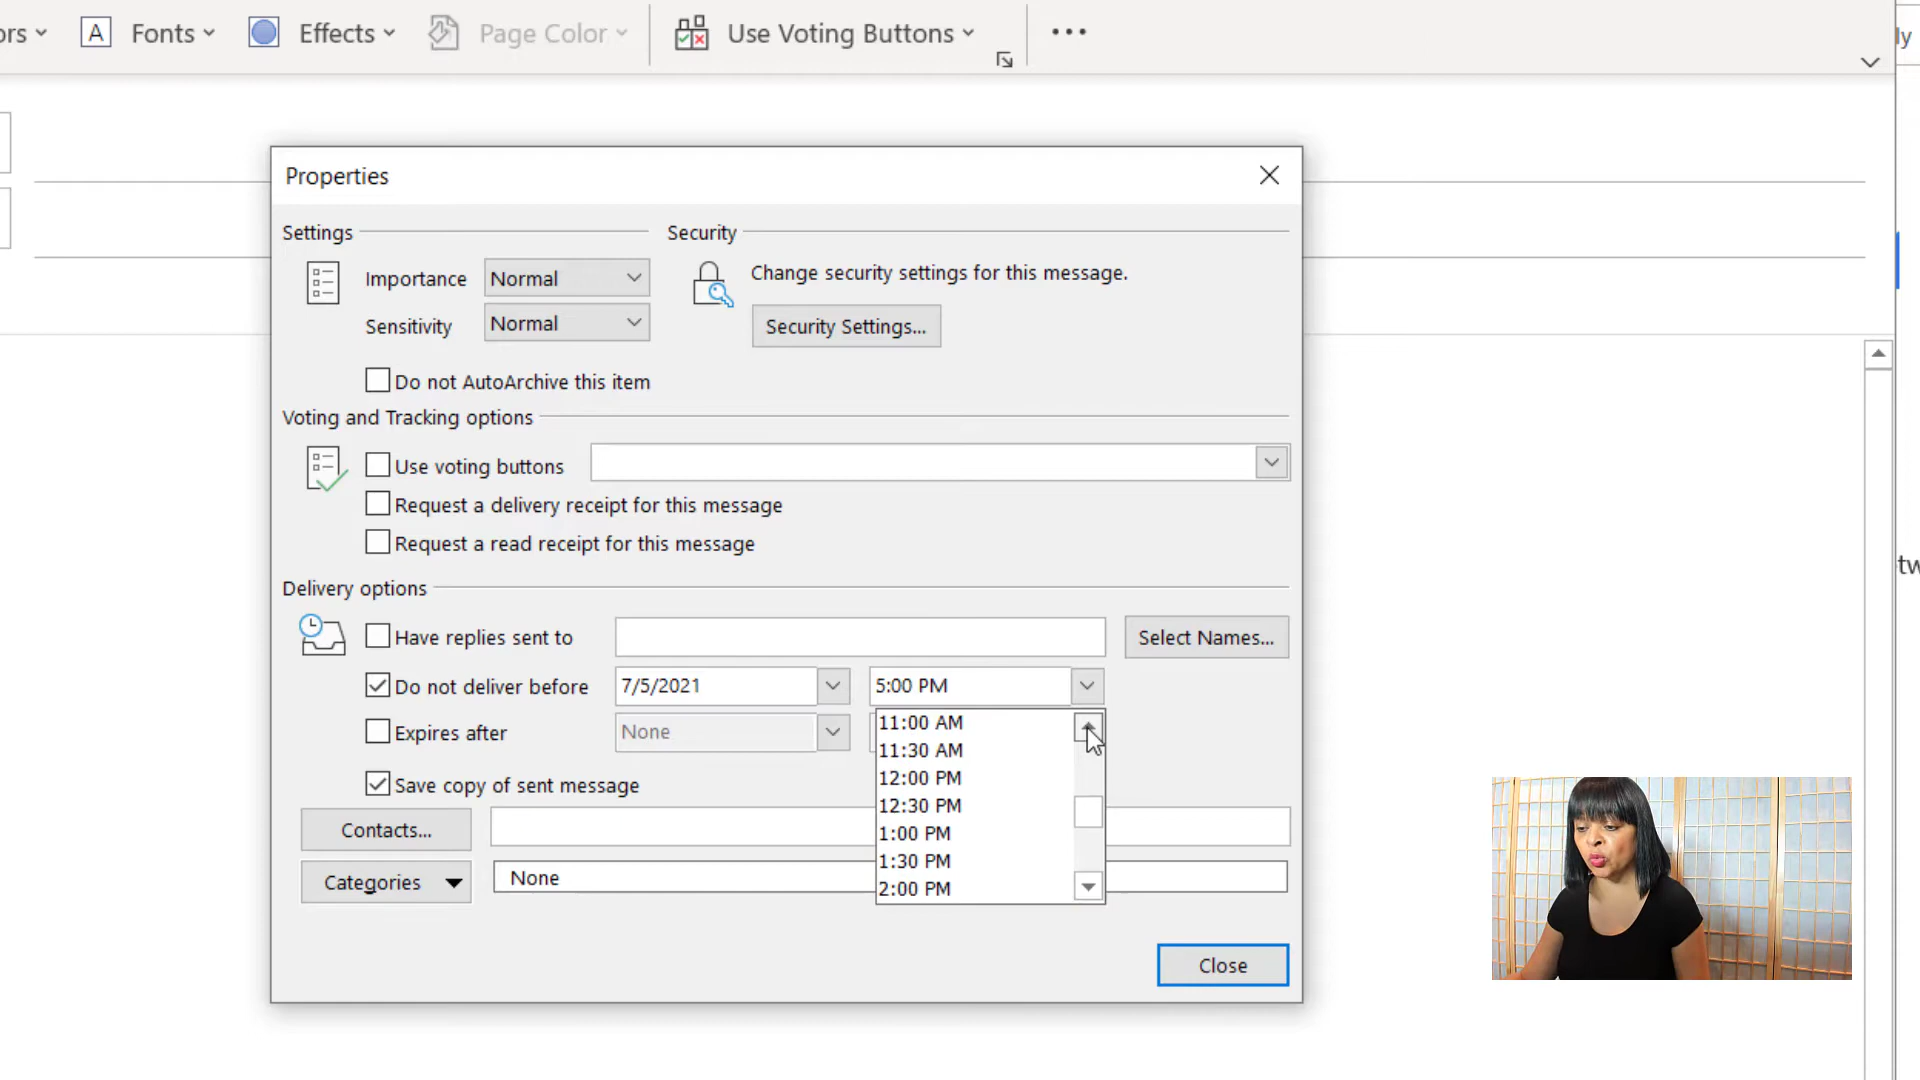 ors
A Fonts
Effects
Page Color
Use Voting Buttons
...
ly
Properties
Settings
Security
Importance
Normal
Change security settings for this message.
Sensitivity
Normal
Security Settings...
Do not AutoArchive this item
Voting and Tracking options
Use voting buttons
Request a delivery receipt for this message
Request a read receipt for this message
Delivery options
Have replies sent to
Select Names...
Do not deliver before
7/5/2021
5:00 PM
Expires after
None
11:00 AM
11:30 AM
12:00 PM
12:30 PM
1:00 PM
1:30 PM
2:00 PM
Save copy of sent message
Contacts...
Categories
None
Close
tw